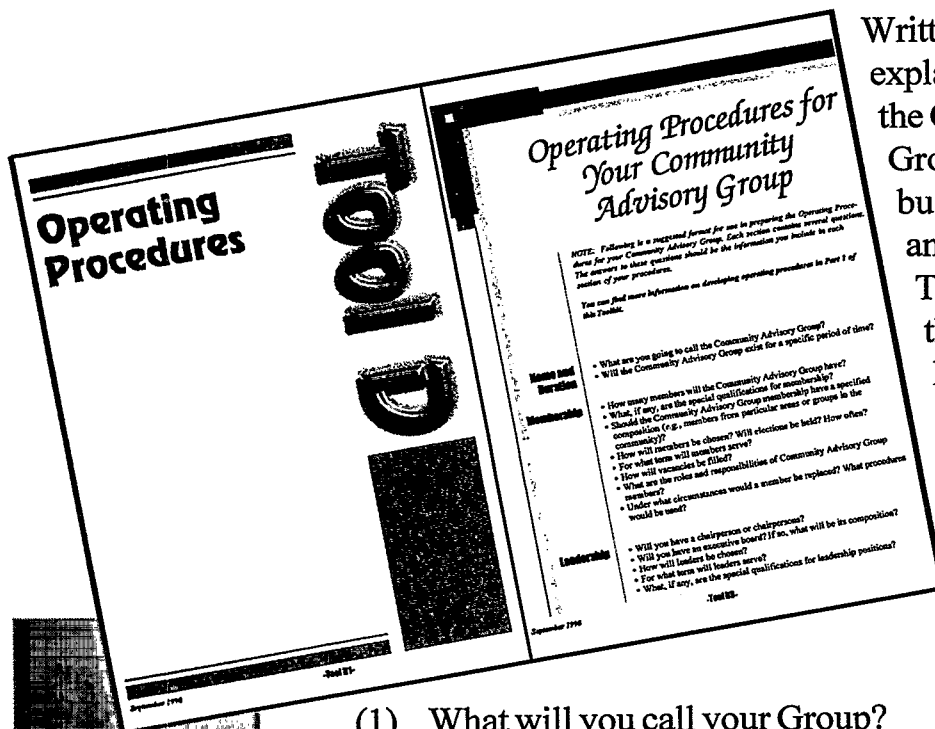 Operating
Procedures
Tool D
September 1998
Operating Procedures for
Your Community
Advisory Group
NOTE: Following is a suggested format for use in preparing the Operating Proce-
dures for your Community Advisory Group. Each section contains several questions.
The answers to these questions should be the information you include in each
section of your procedures.
You can find more information on developing operating procedures in Part 1 of
this Toolkit.
Name and
Duration
• What are you going to call the Community Advisory Group?
• Will the Community Advisory Group exist for a specific period of time?
Membership
• How many members will the Community Advisory Group have?
• What, if any, are the special qualifications for membership?
• Should the Community Advisory Group membership have a specified
composition (e.g., members from particular areas or groups in the
community)?
• How will members be chosen? Will elections be held? How often?
• For what term will members serve?
• How will vacancies be filled?
• What are the roles and responsibilities of Community Advisory Group
members?
• Under what circumstances would a member be replaced? What procedures
would be used?
Leadership
• Will you have a chairperson or chairpersons?
• Will you have an executive board? If so, what will be its composition?
• How will leaders be chosen?
• For what term will leaders serve?
• What, if any, are the special qualifications for leadership positions?
September 1998
Writt
expla
the
Gro
bu
an
T
(1) What will you call your Group?